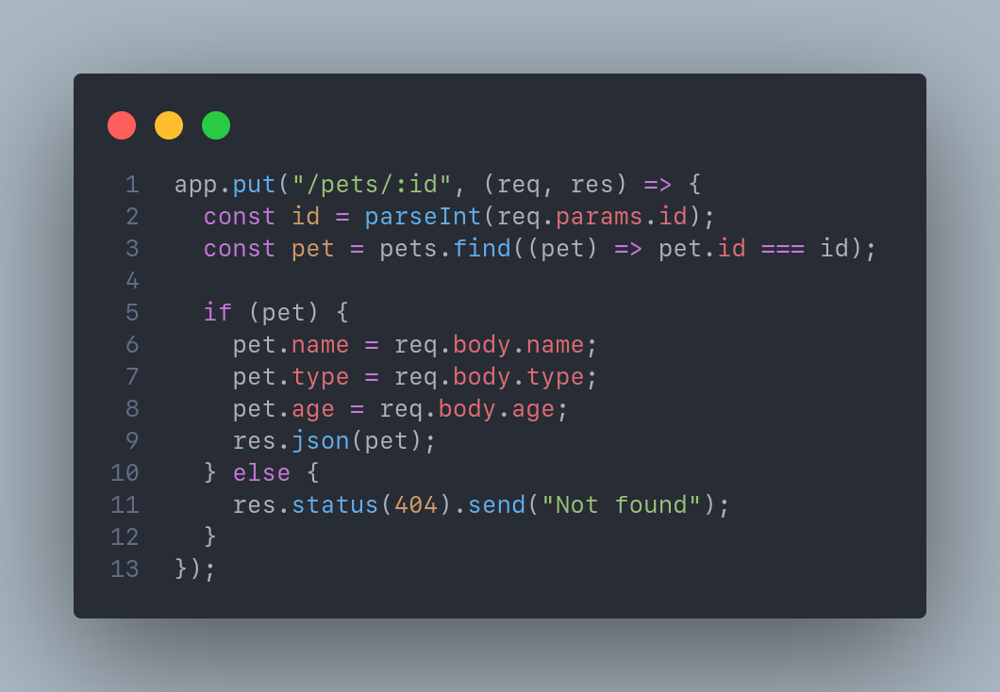 1 app.put("/pets/:id", (req, res) => {
2   const id = parseInt(req.params.id);
3   const pet = pets.find((pet) => pet.id === id);
4
5   if (pet) {
6     pet.name = req.body.name;
7     pet.type = req.body.type;
8     pet.age = req.body.age;
9     res.json(pet);
10   } else {
11     res.status(404).send("Not found");
12   }
13 });